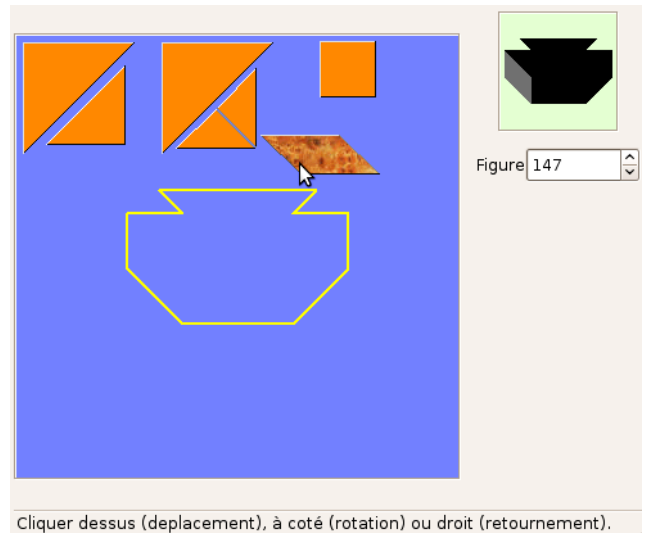 Figure 147
Cliquer dessus (deplacement), à coté (rotation) ou droit (retournement).